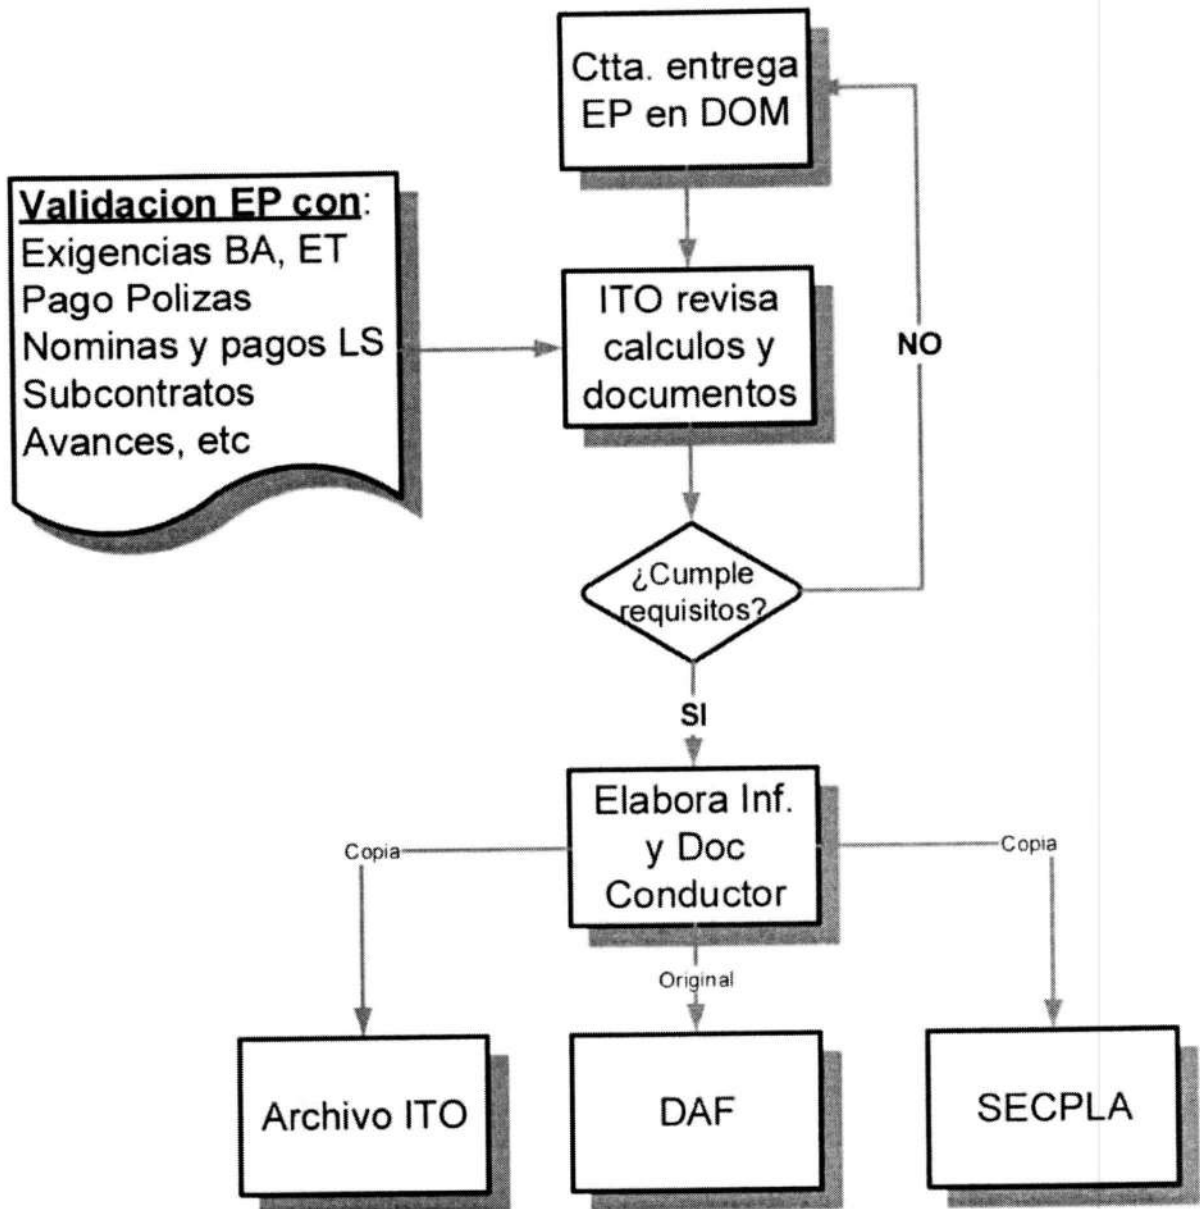 Ctta. entrega
EP en DOM
Validacion EP con:
Exigencias BA, ET
Pago Polizas
Nominas y pagos LS
Subcontratos
Avances, etc
ITO revisa
calculos y
documentos
NO
¿Cumple
requisitos?
SI
Elabora Inf.
y Doc
Conductor
Copia
Copia
Original
Archivo ITO
DAF
SECPLA